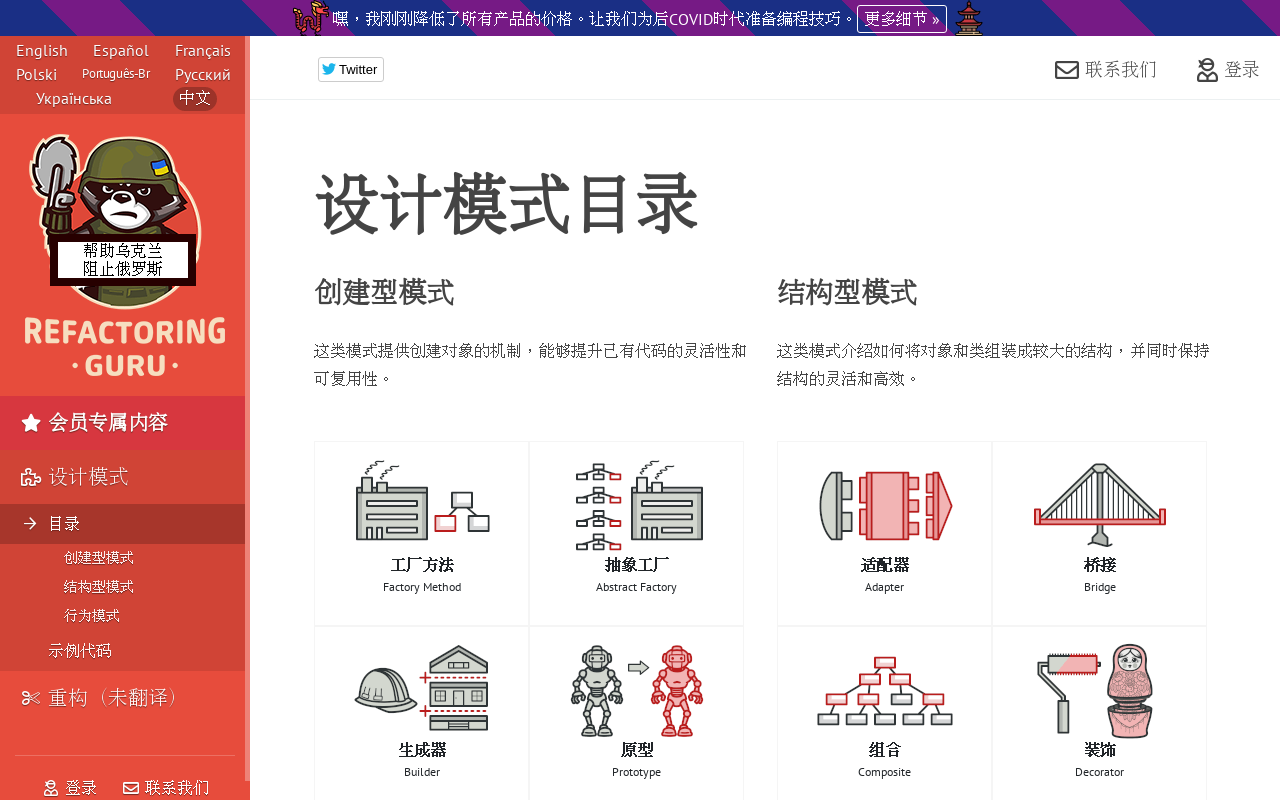 嘿，我刚刚降低了所有产品的价格。让我们为后COVID时代准备编程技巧。 更多细节 »
English Español Français
Polski Português-Br Русский
Українська 中文
帮助乌克兰
阻止俄罗斯
REFACTORING
· GURU ·
会员专属内容
设计模式
目录
创建型模式
结构型模式
行为模式
示例代码
重构（未翻译）
登录 联系我们
Twitter 联系我们 登录
设计模式目录
创建型模式
这类模式提供创建对象的机制，能够提升已有代码的灵活性和
可复用性。
工厂方法
Factory Method
抽象工厂
Abstract Factory
生成器
Builder
原型
Prototype
结构型模式
这类模式介绍如何将对象和类组装成较大的结构，并同时保持
结构的灵活和高效。
适配器
Adapter
桥接
Bridge
组合
Composite
装饰
Decorator